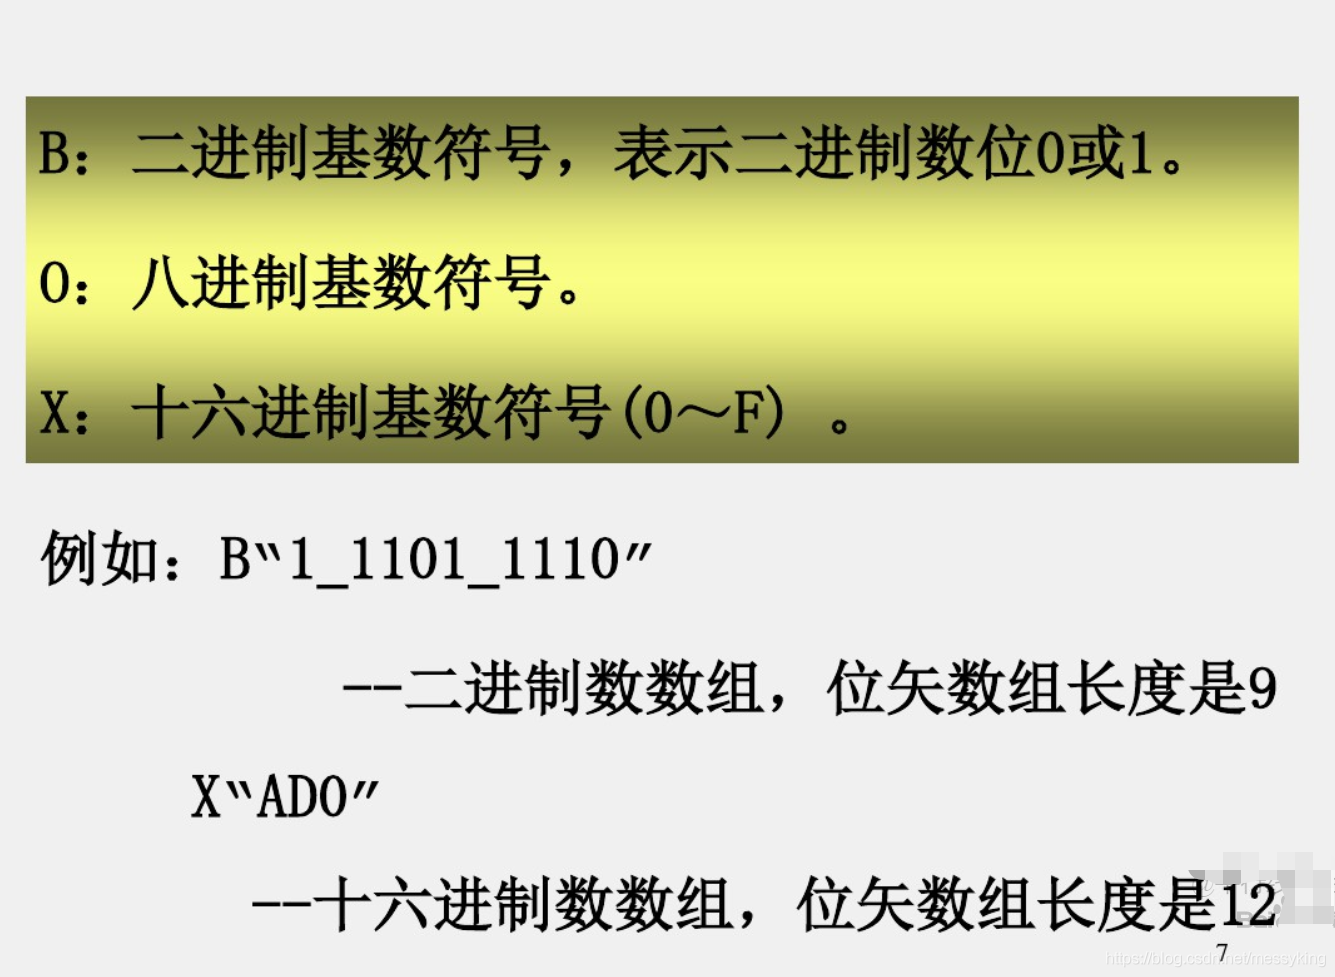 B：二进制基数符号，表示二进制数位0或1。
O：八进制基数符号。
X：十六进制基数符号(0～F) 。
例如：B“1_1101_1110”
--二进制数数组，位矢数组长度是9
X“AD0”
--十六进制数数组，位矢数组长度是12
7
https://blog.csdn.net/messyking